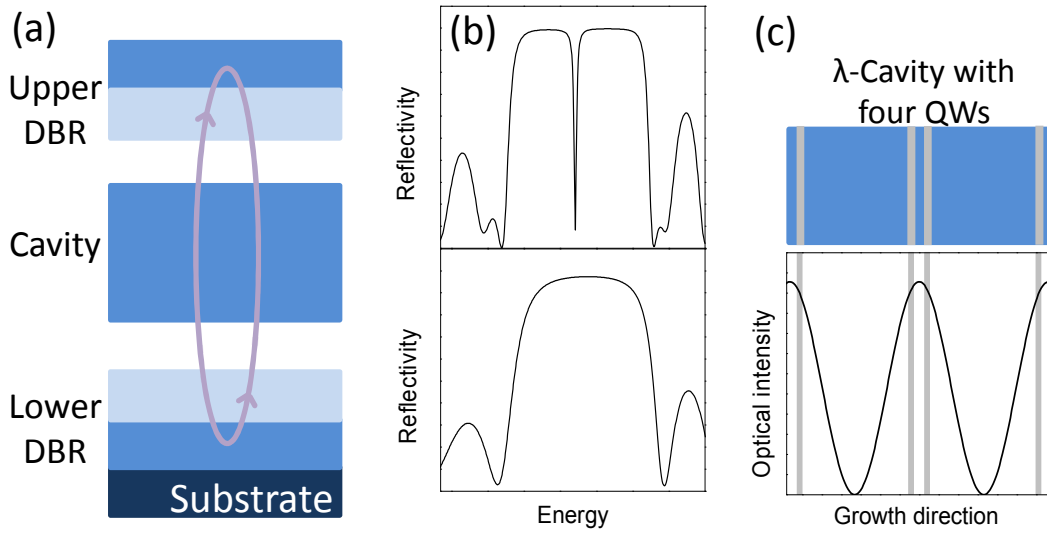 (a)
Upper
DBR
Cavity
Lower
DBR
Substrate
(b)
Reflectivity
Reflectivity
Energy
(c)
λ-Cavity with
four QWs
Optical intensity
Growth direction